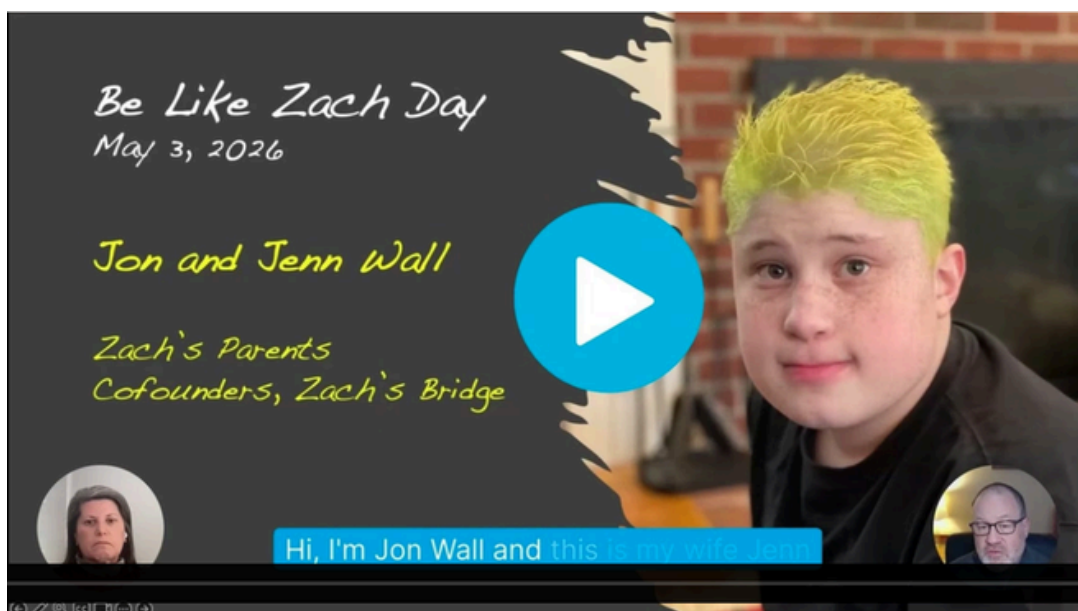 Be Like Zach Day
May 3, 2026
Jon and Jenn Wall
Zach's Parents
Cofounders, Zach's Bridge
Hi, I'm Jon Wall and this is my wife Jenn